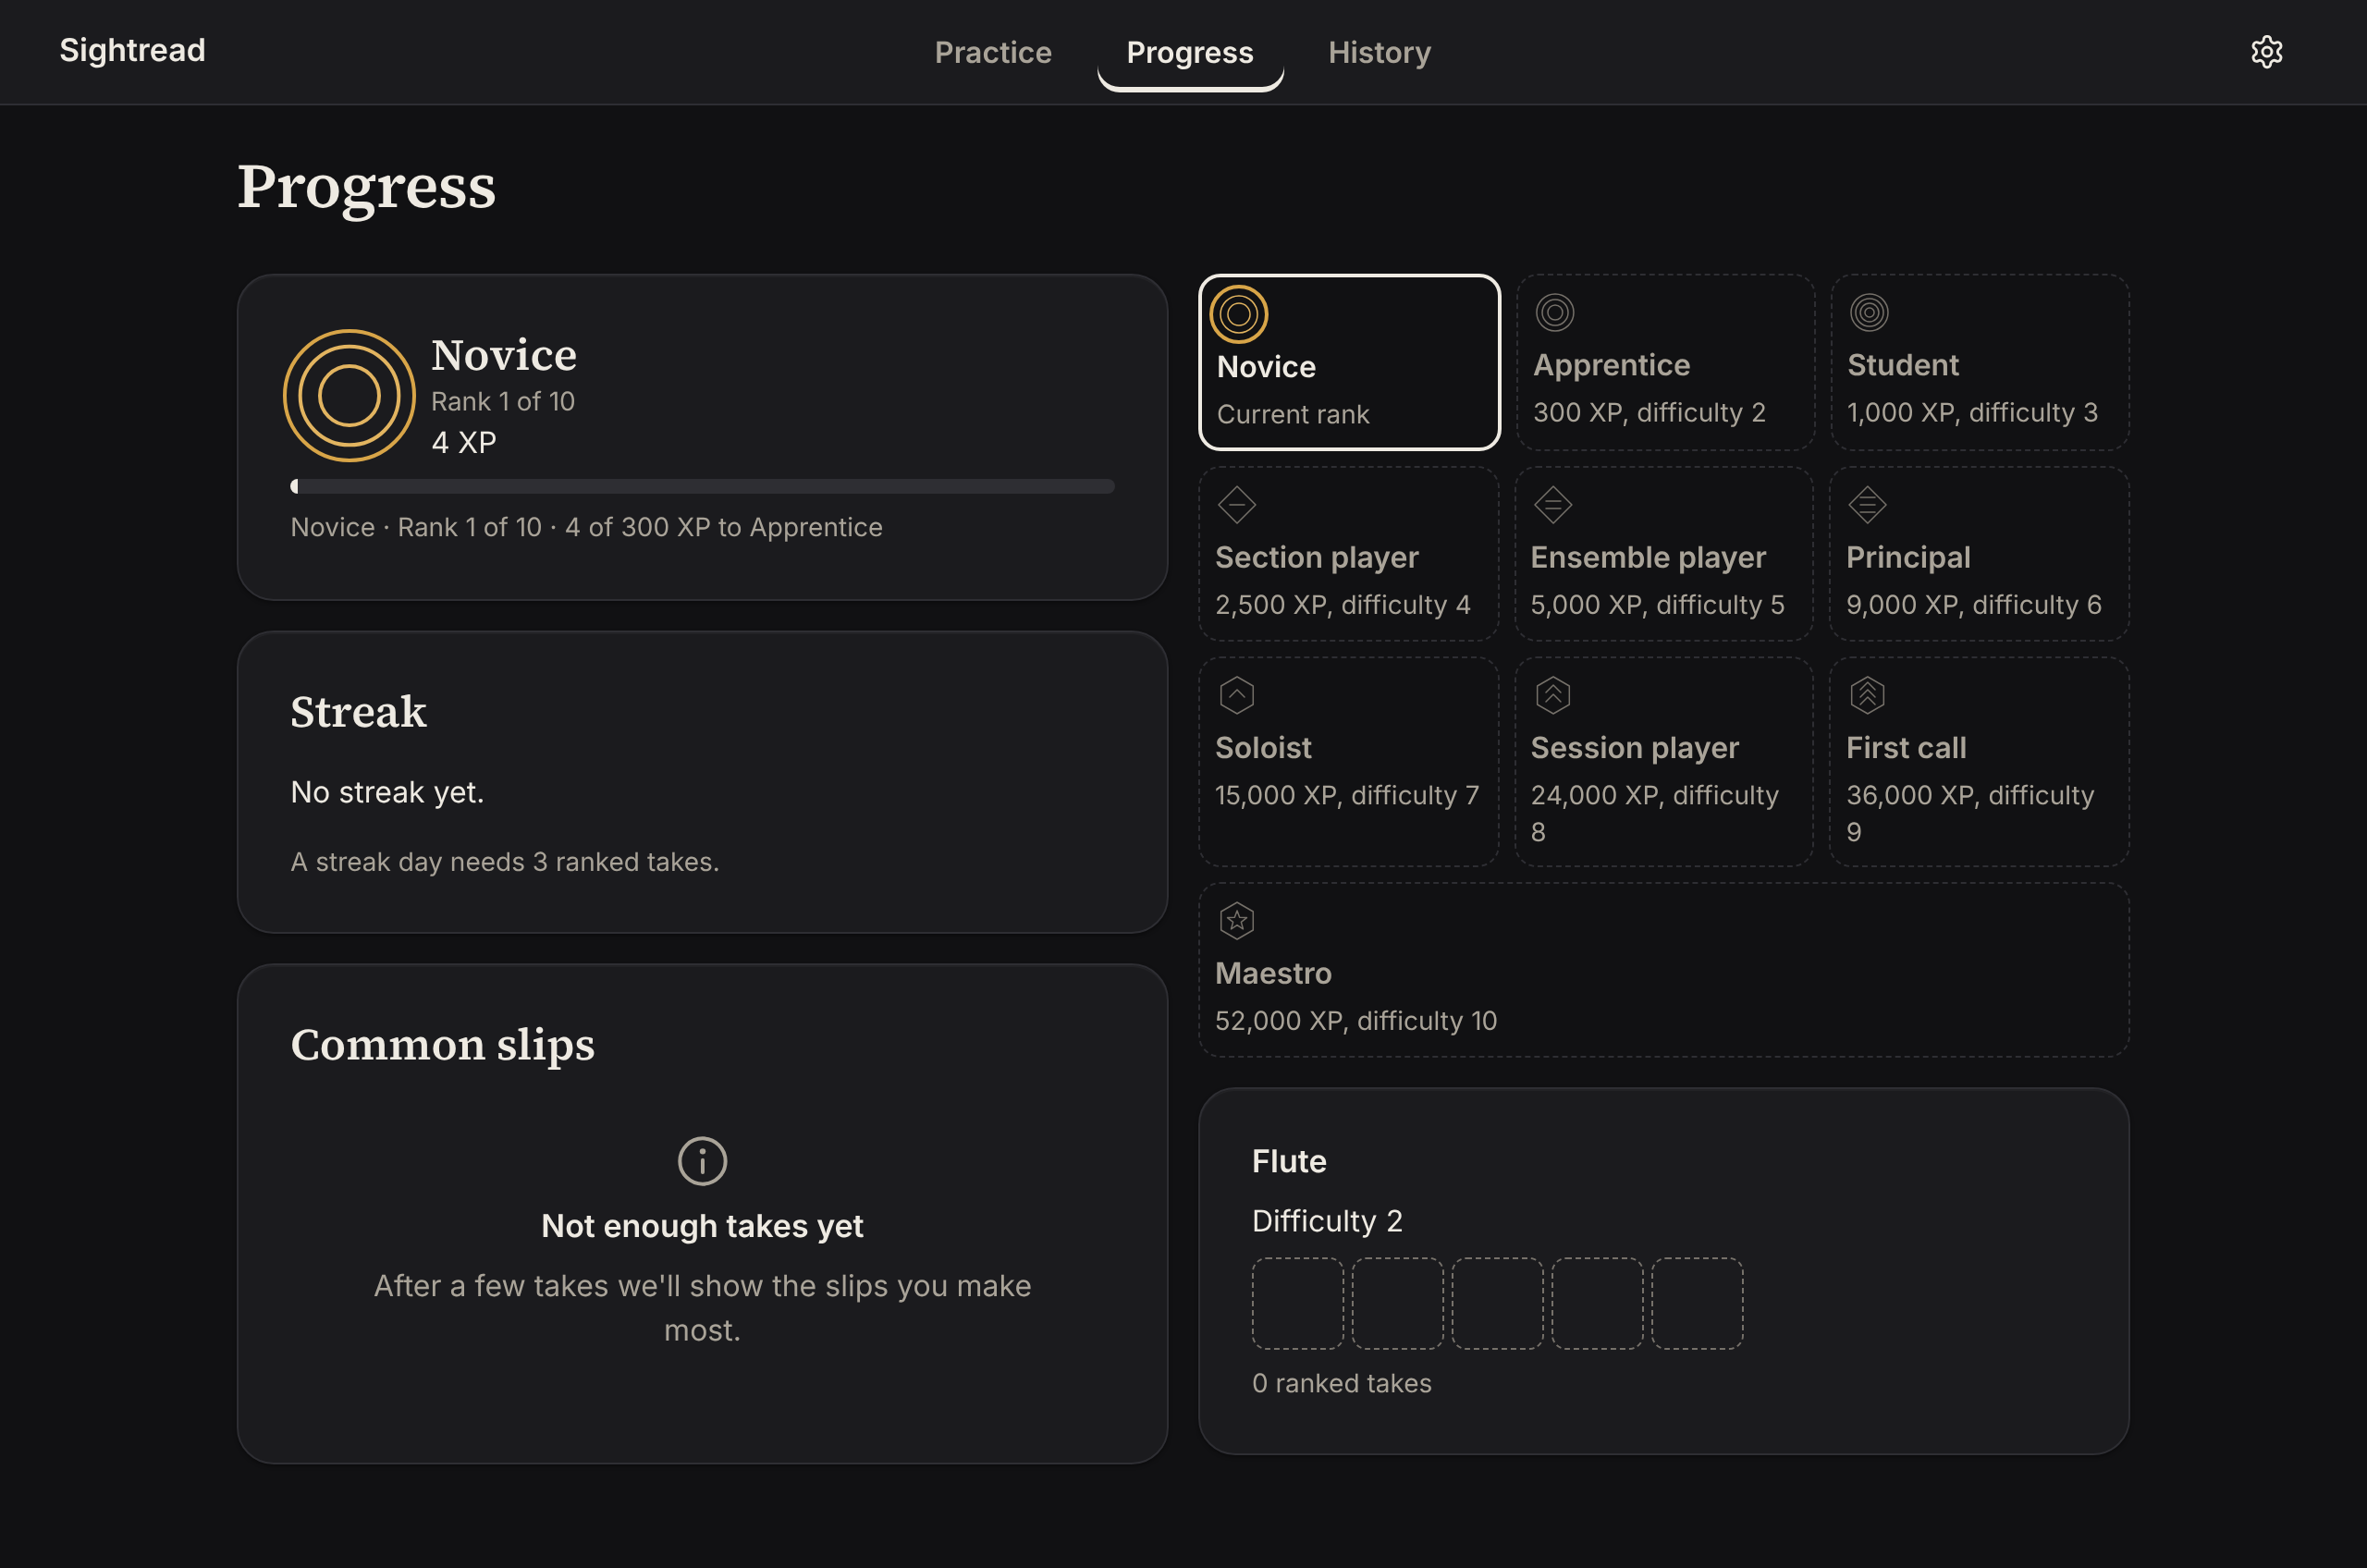 Sightread
Practice
Progress
History
Progress
Novice
Rank 1 of 10
4 XP
Novice · Rank 1 of 10 · 4 of 300 XP to Apprentice
Streak
No streak yet.
A streak day needs 3 ranked takes.
Common slips
Not enough takes yet
After a few takes we'll show the slips you make
most.
Novice
Current rank
Apprentice
300 XP, difficulty 2
Student
1,000 XP, difficulty 3
Section player
2,500 XP, difficulty 4
Ensemble player
5,000 XP, difficulty 5
Principal
9,000 XP, difficulty 6
Soloist
15,000 XP, difficulty 7
Session player
24,000 XP, difficulty
8
First call
36,000 XP, difficulty
9
Maestro
52,000 XP, difficulty 10
Flute
Difficulty 2
0 ranked takes